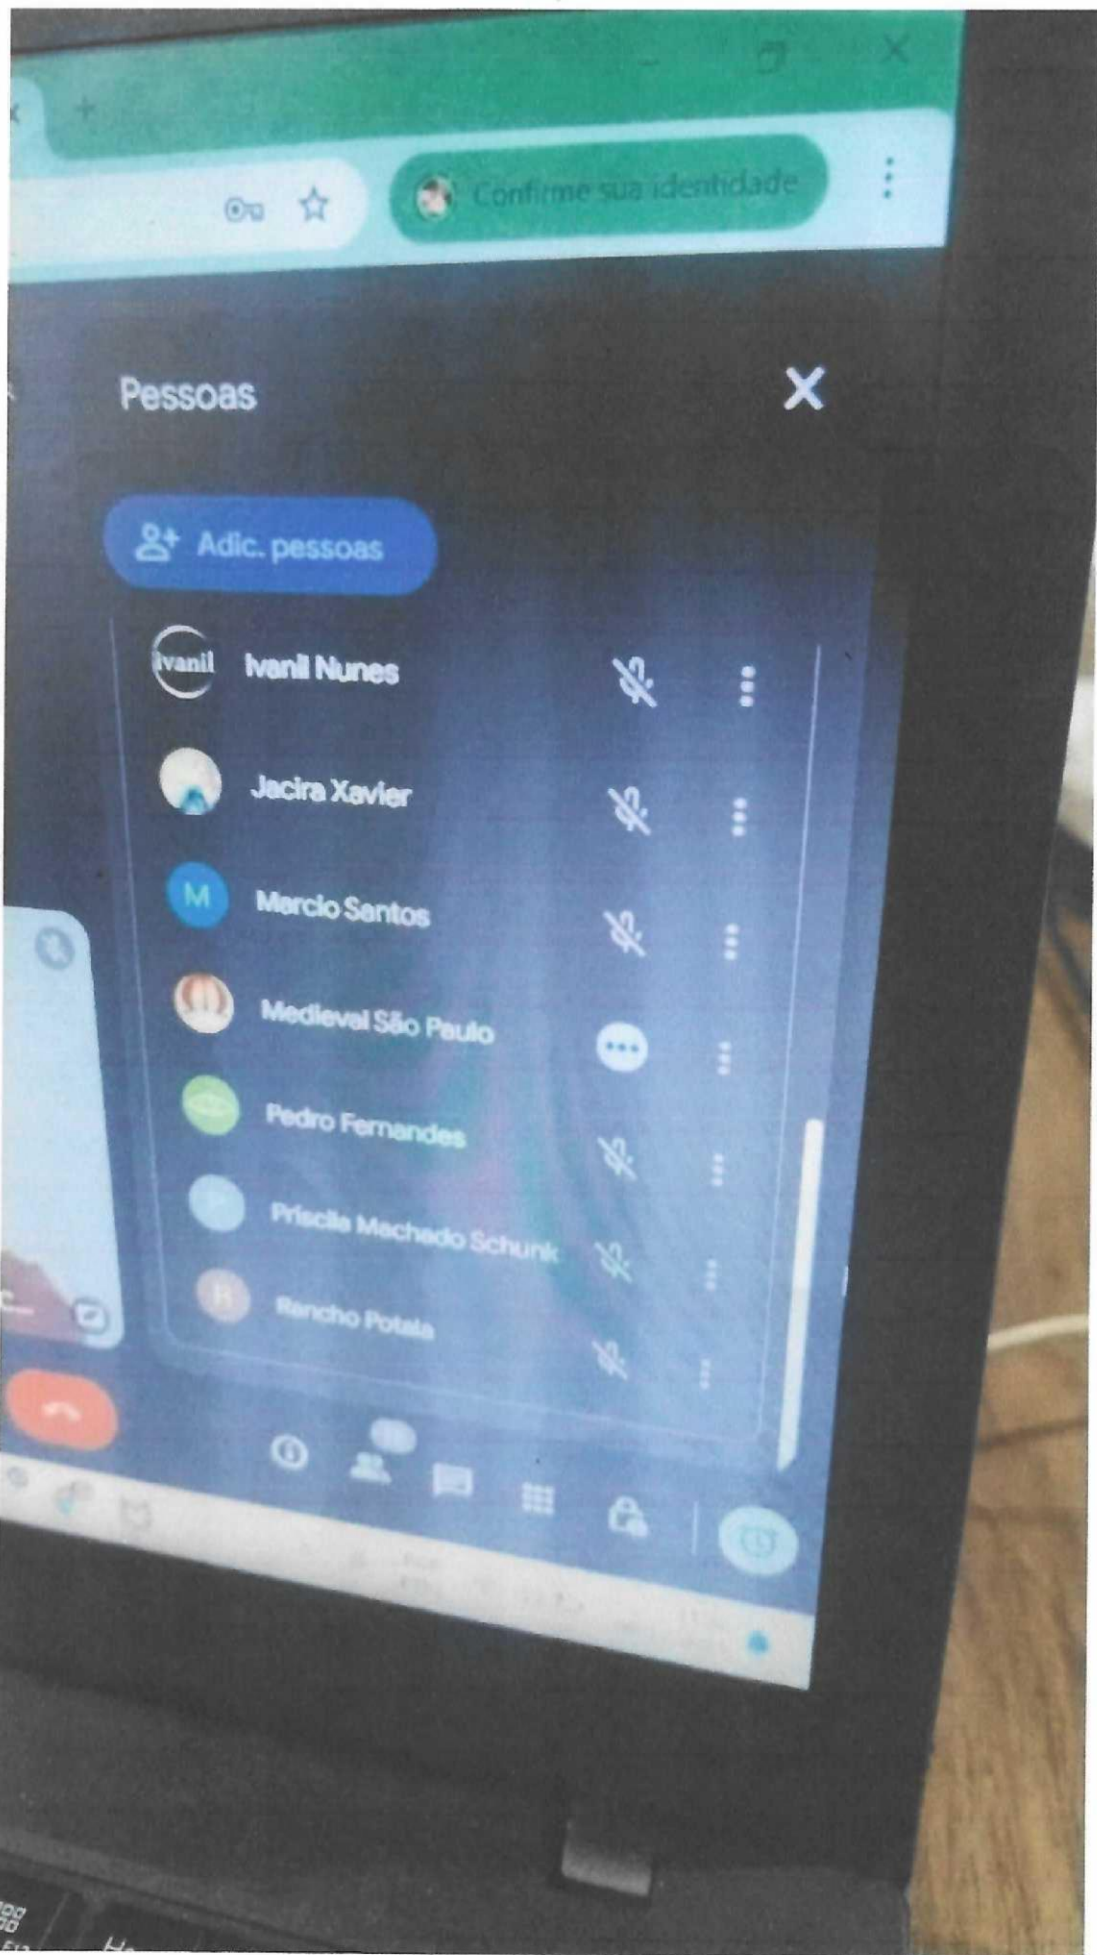 Confirme sua identidade
Pessoas
Adic. pessoas
ivanil Ivanil Nunes
Jacira Xavier
M Marcio Santos
Medieval São Paulo
Pedro Fernandes
Priscila Machado Schunk
R Rancho Potala
C...
F12